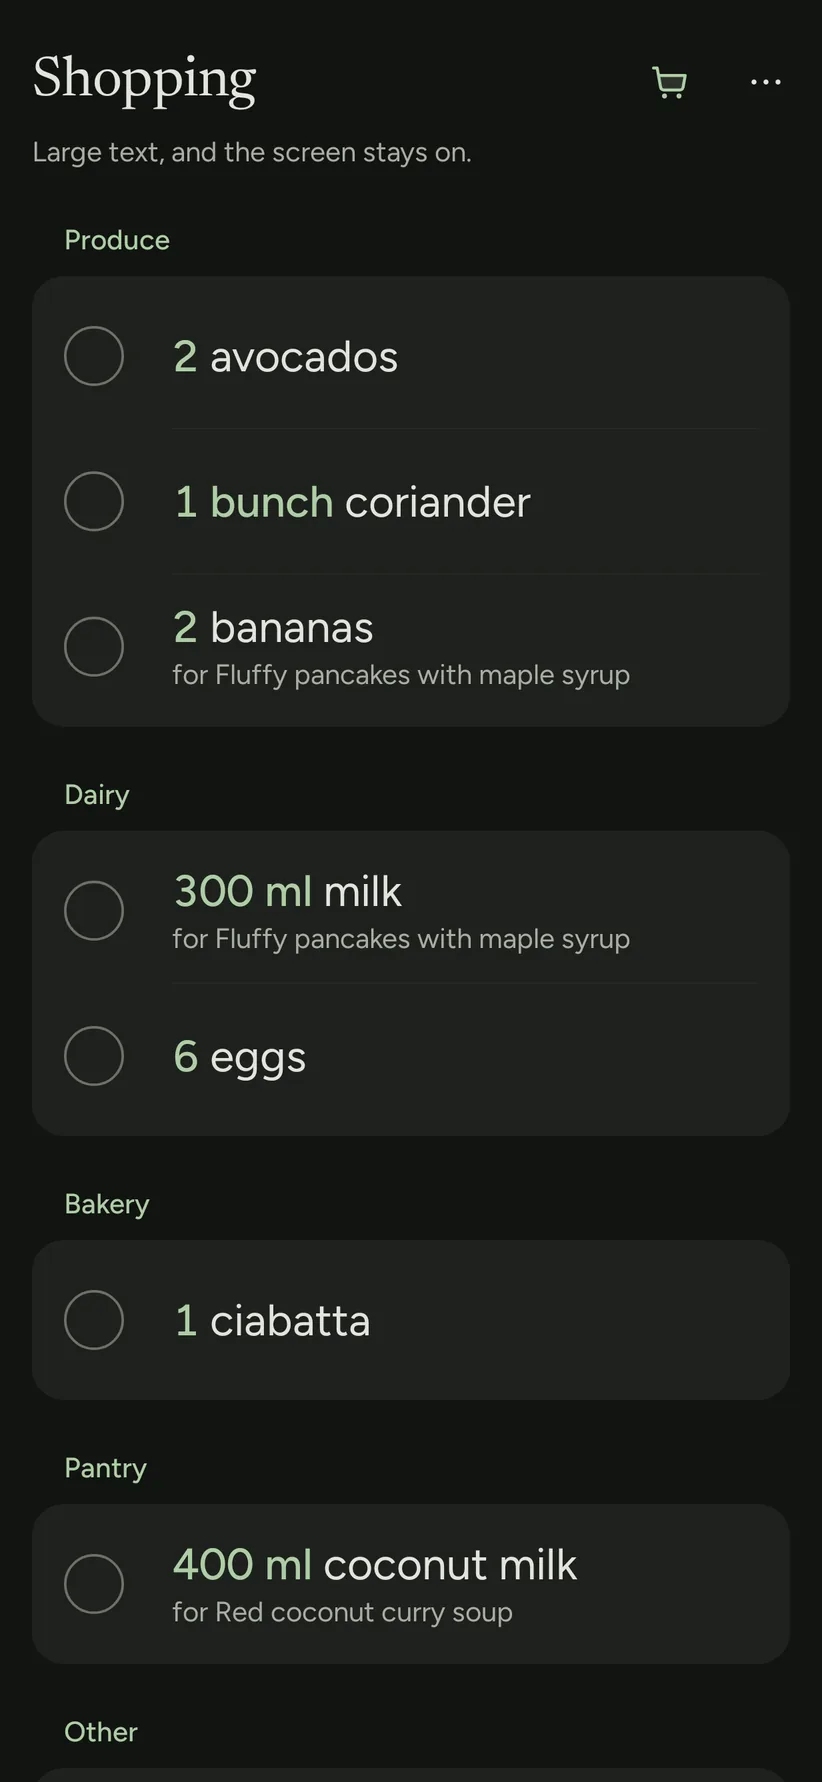 Shopping
Large text, and the screen stays on.
Produce
2 avocados
1 bunch coriander
2 bananas
for Fluffy pancakes with maple syrup
Dairy
300 ml milk
for Fluffy pancakes with maple syrup
6 eggs
Bakery
1 ciabatta
Pantry
400 ml coconut milk
for Red coconut curry soup
Other